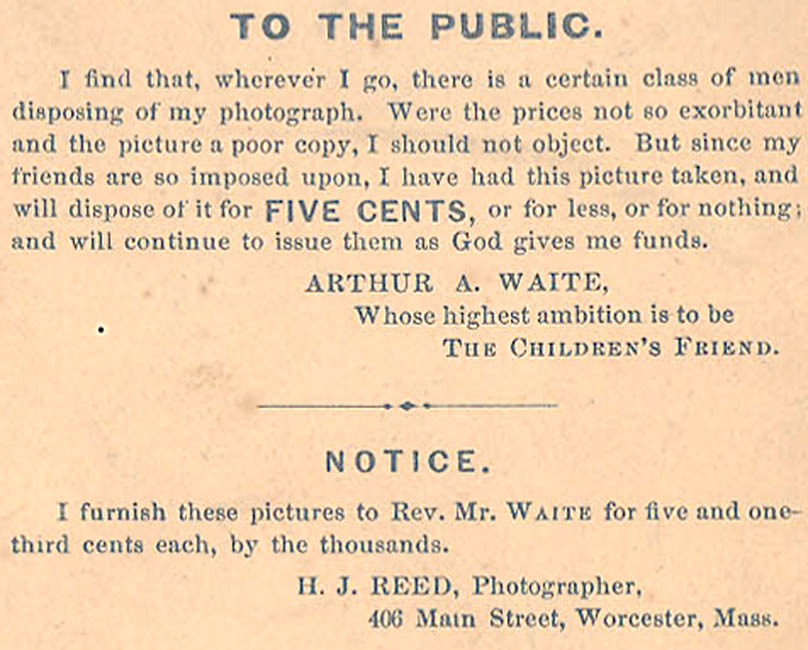 TO THE PUBLIC.
I find that, wherever I go, there is a certain class of men
disposing of my photograph. Were the prices not so exorbitant
and the picture a poor copy, I should not object. But since my
friends are so imposed upon, I have had this picture taken, and
will dispose of it for FIVE CENTS, or for less, or for nothing;
and will continue to issue them as God gives me funds.
ARTHUR A. WAITE,
Whose highest ambition is to be
THE CHILDREN'S FRIEND.
NOTICE.
I furnish these pictures to Rev. Mr. WAITE for five and one-
third cents each, by the thousands.
H. J. REED, Photographer,
406 Main Street, Worcester, Mass.